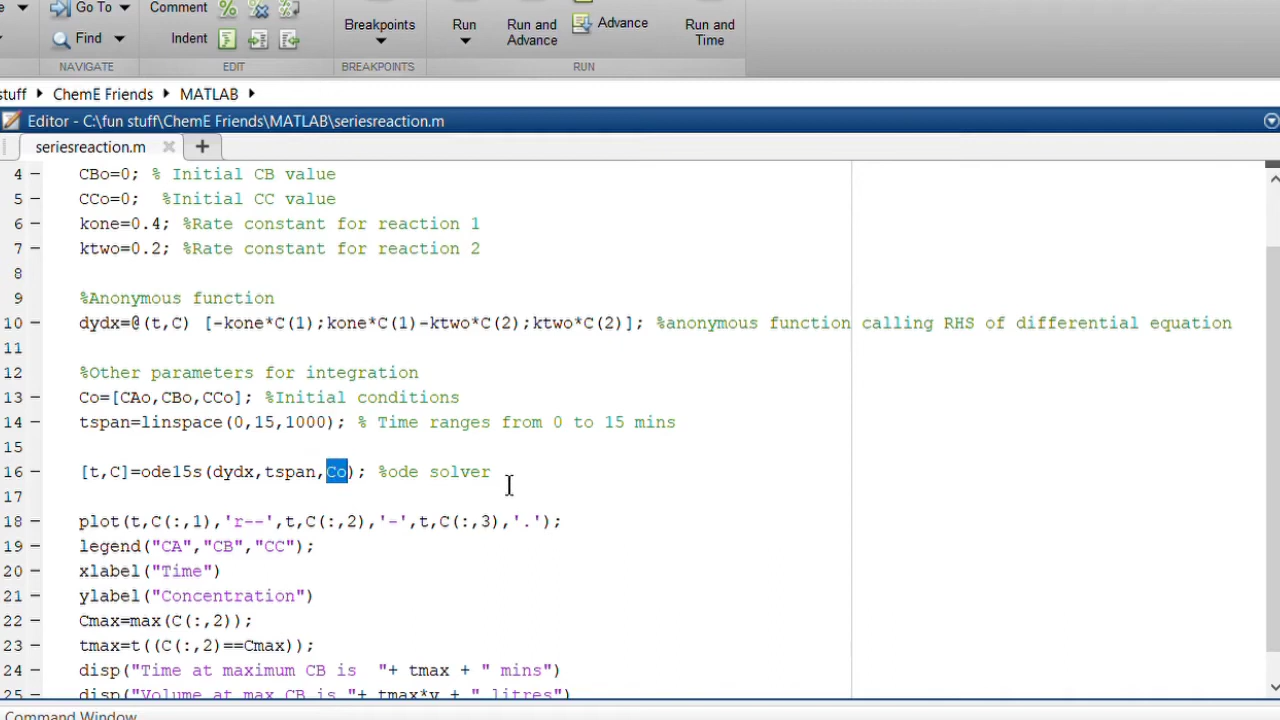 Go To
Comment
Find
Indent
NAVIGATE
EDIT
Breakpoints
BREAKPOINTS
Run
Run and
Advance
Advance
Run and
Time
RUN
stuff ChemE Friends MATLAB
Editor - C:\fun stuff\ChemE Friends\MATLAB\seriesreaction.m
seriesreaction.m
4 CBo=0; % Initial CB value
5 CCo=0; %Initial CC value
6 kone=0.4; %Rate constant for reaction 1
7 ktwo=0.2; %Rate constant for reaction 2
8
9 %Anonymous function
10 dydx=@(t,C) [-kone*C(1);kone*C(1)-ktwo*C(2);ktwo*C(2)]; %anonymous function calling RHS of differential equation
11
12 %Other parameters for integration
13 Co=[CAo,CBo,CCo]; %Initial conditions
14 tspan=linspace(0,15,1000); % Time ranges from 0 to 15 mins
15
16 [t,C]=ode15s(dydx,tspan,Co); %ode solver
17
18 plot(t,C(:,1),'r--',t,C(:,2),'-',t,C(:,3),'.');
19 legend("CA","CB","CC");
20 xlabel("Time")
21 ylabel("Concentration")
22 Cmax=max(C(:,2));
23 tmax=t((C(:,2)==Cmax));
24 disp("Time at maximum CB is "+ tmax + " mins")
25 disp("Volume at max CB is "+ tmax*v + " litres")
Command Window